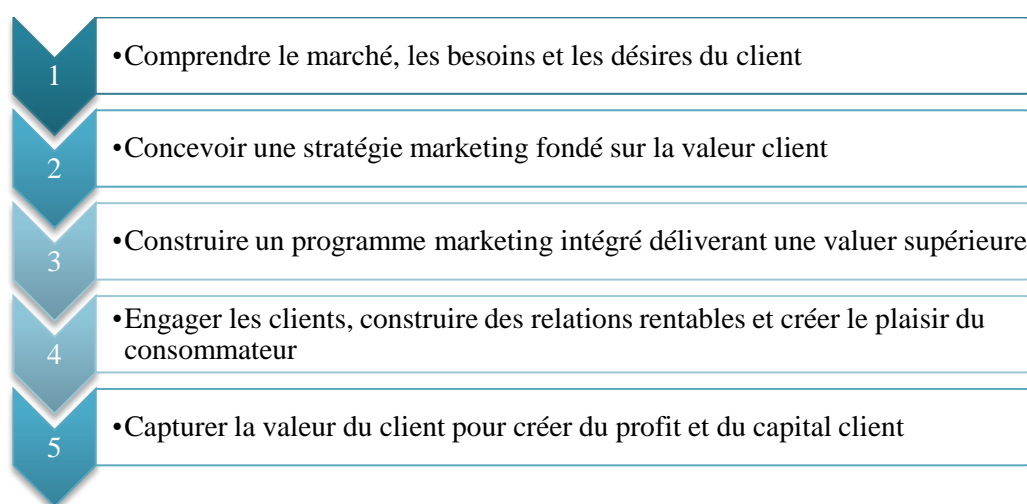 1
•Comprendre le marché, les besoins et les désires du client
2
•Concevoir une stratégie marketing fondé sur la valeur client
3
•Construire un programme marketing intégré déliverant une valuer supérieure
4
•Engager les clients, construire des relations rentables et créer le plaisir du
consommateur
5
•Capturer la valeur du client pour créer du profit et du capital client